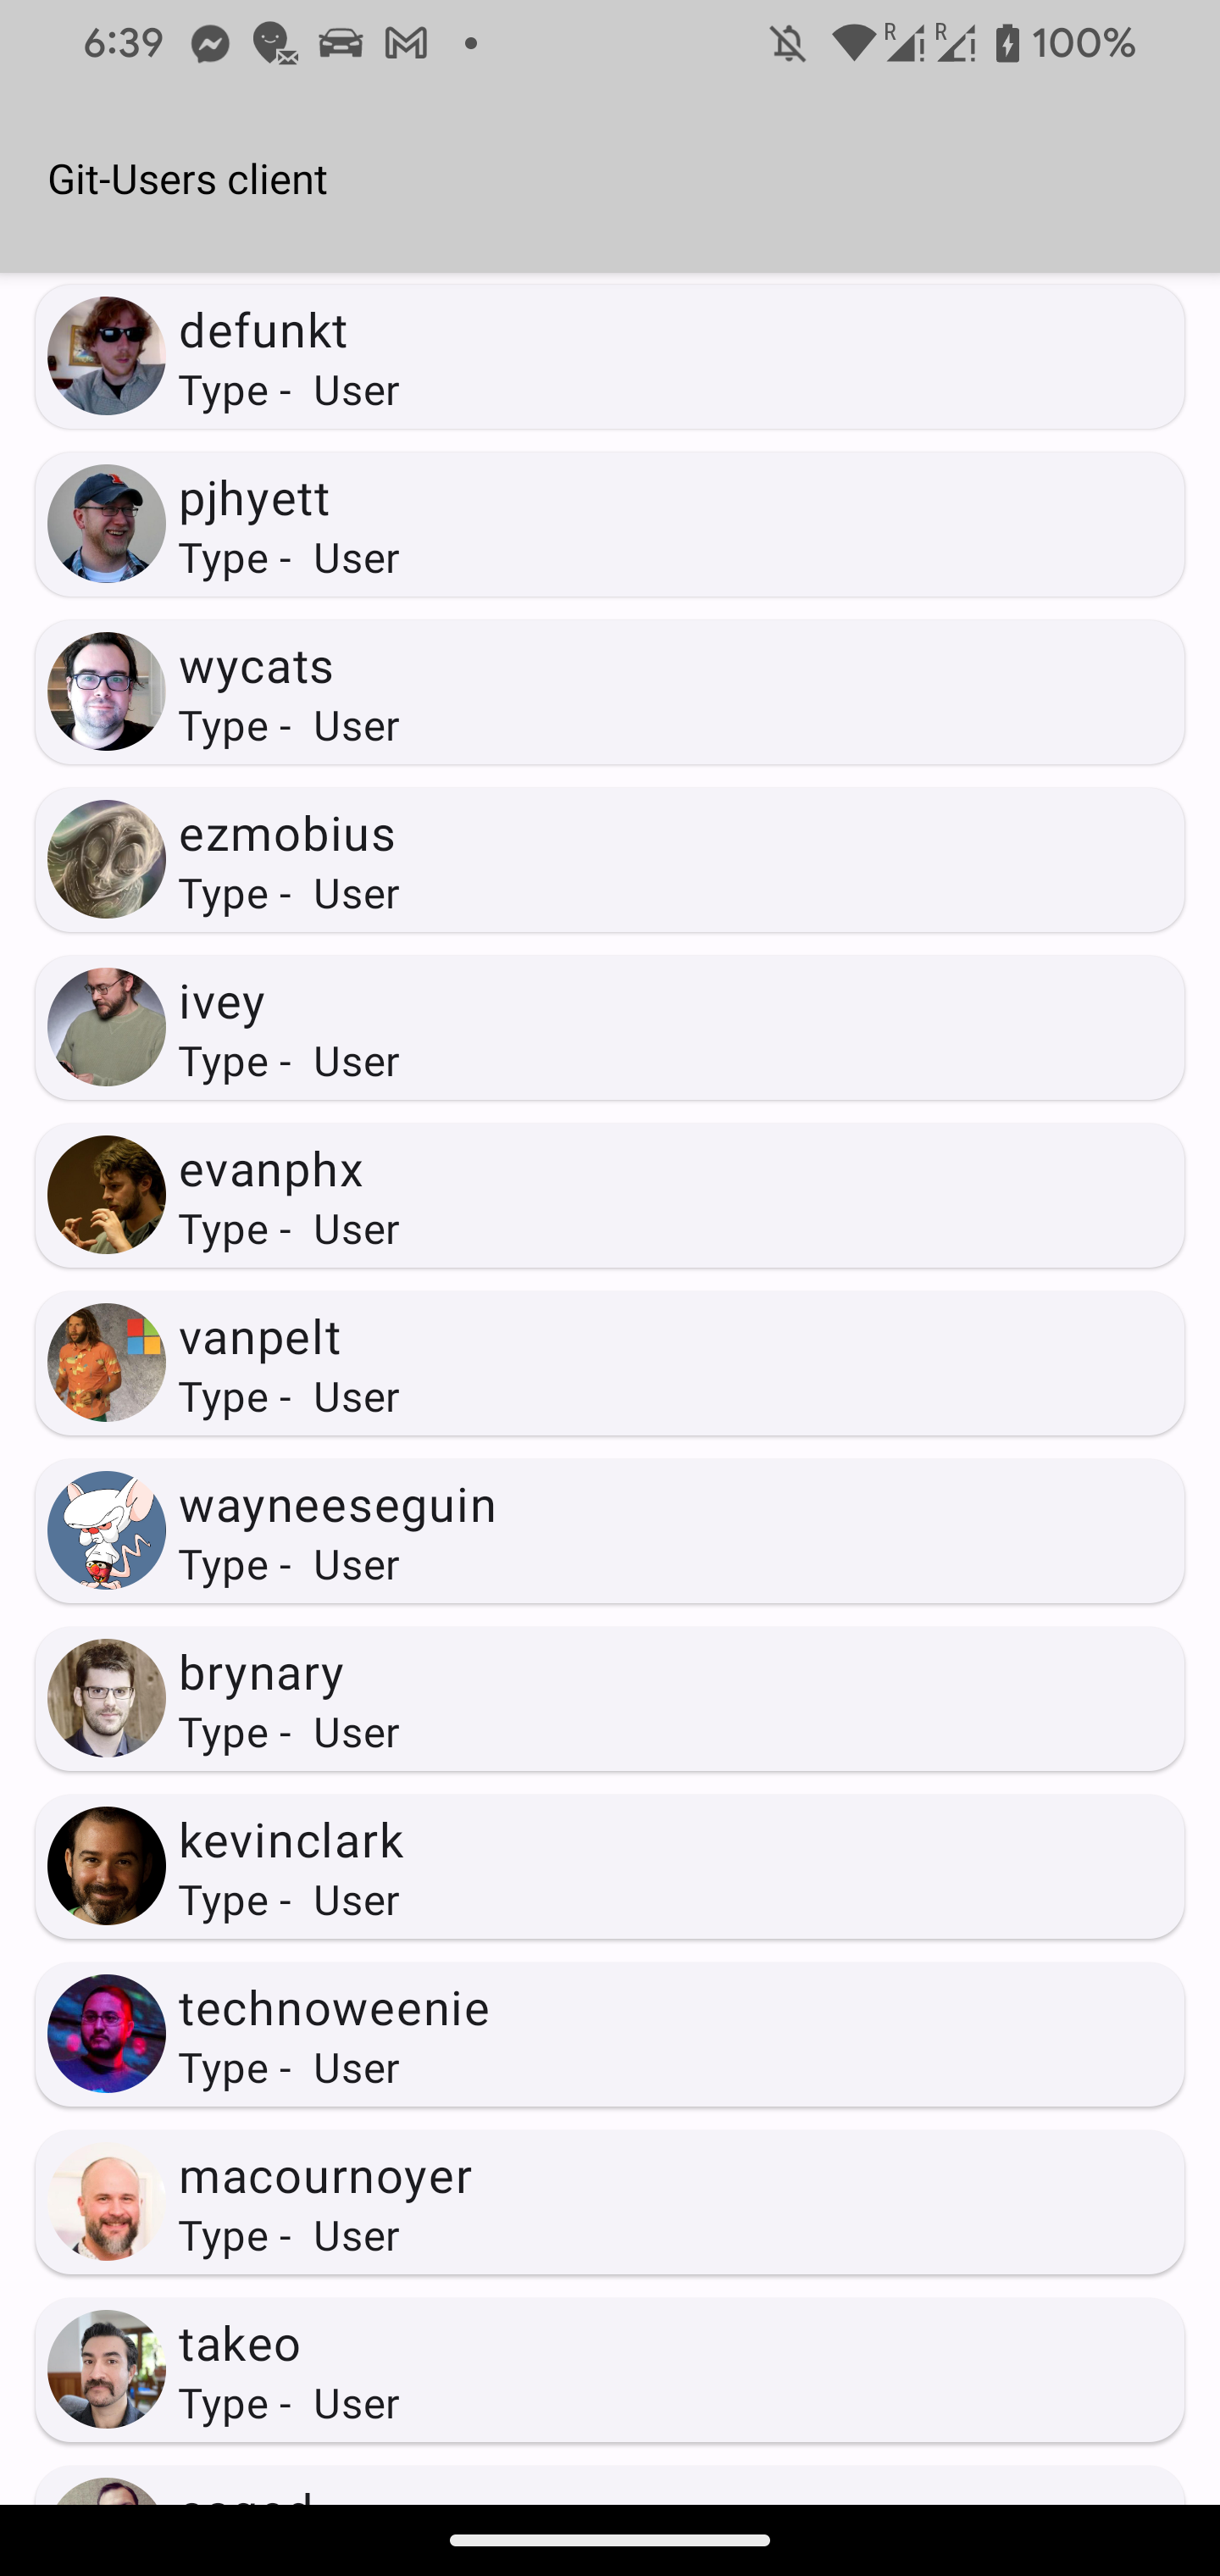 6:39 R R 100%
Git-Users client
defunkt
Type - User
pjhyett
Type - User
wycats
Type - User
ezmobius
Type - User
ivey
Type - User
evanphx
Type - User
vanpelt
Type - User
wayneeseguin
Type - User
brynary
Type - User
kevinclark
Type - User
technoweenie
Type - User
macournoyer
Type - User
takeo
Type - User